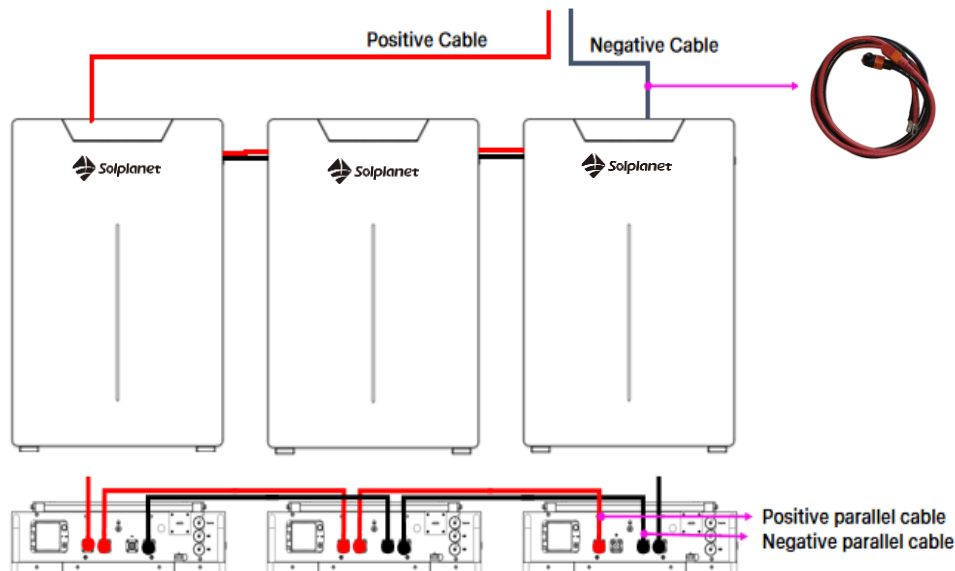 Positive Cable
Negative Cable
Solplanet
Solplanet
Solplanet
Positive parallel cable
Negative parallel cable